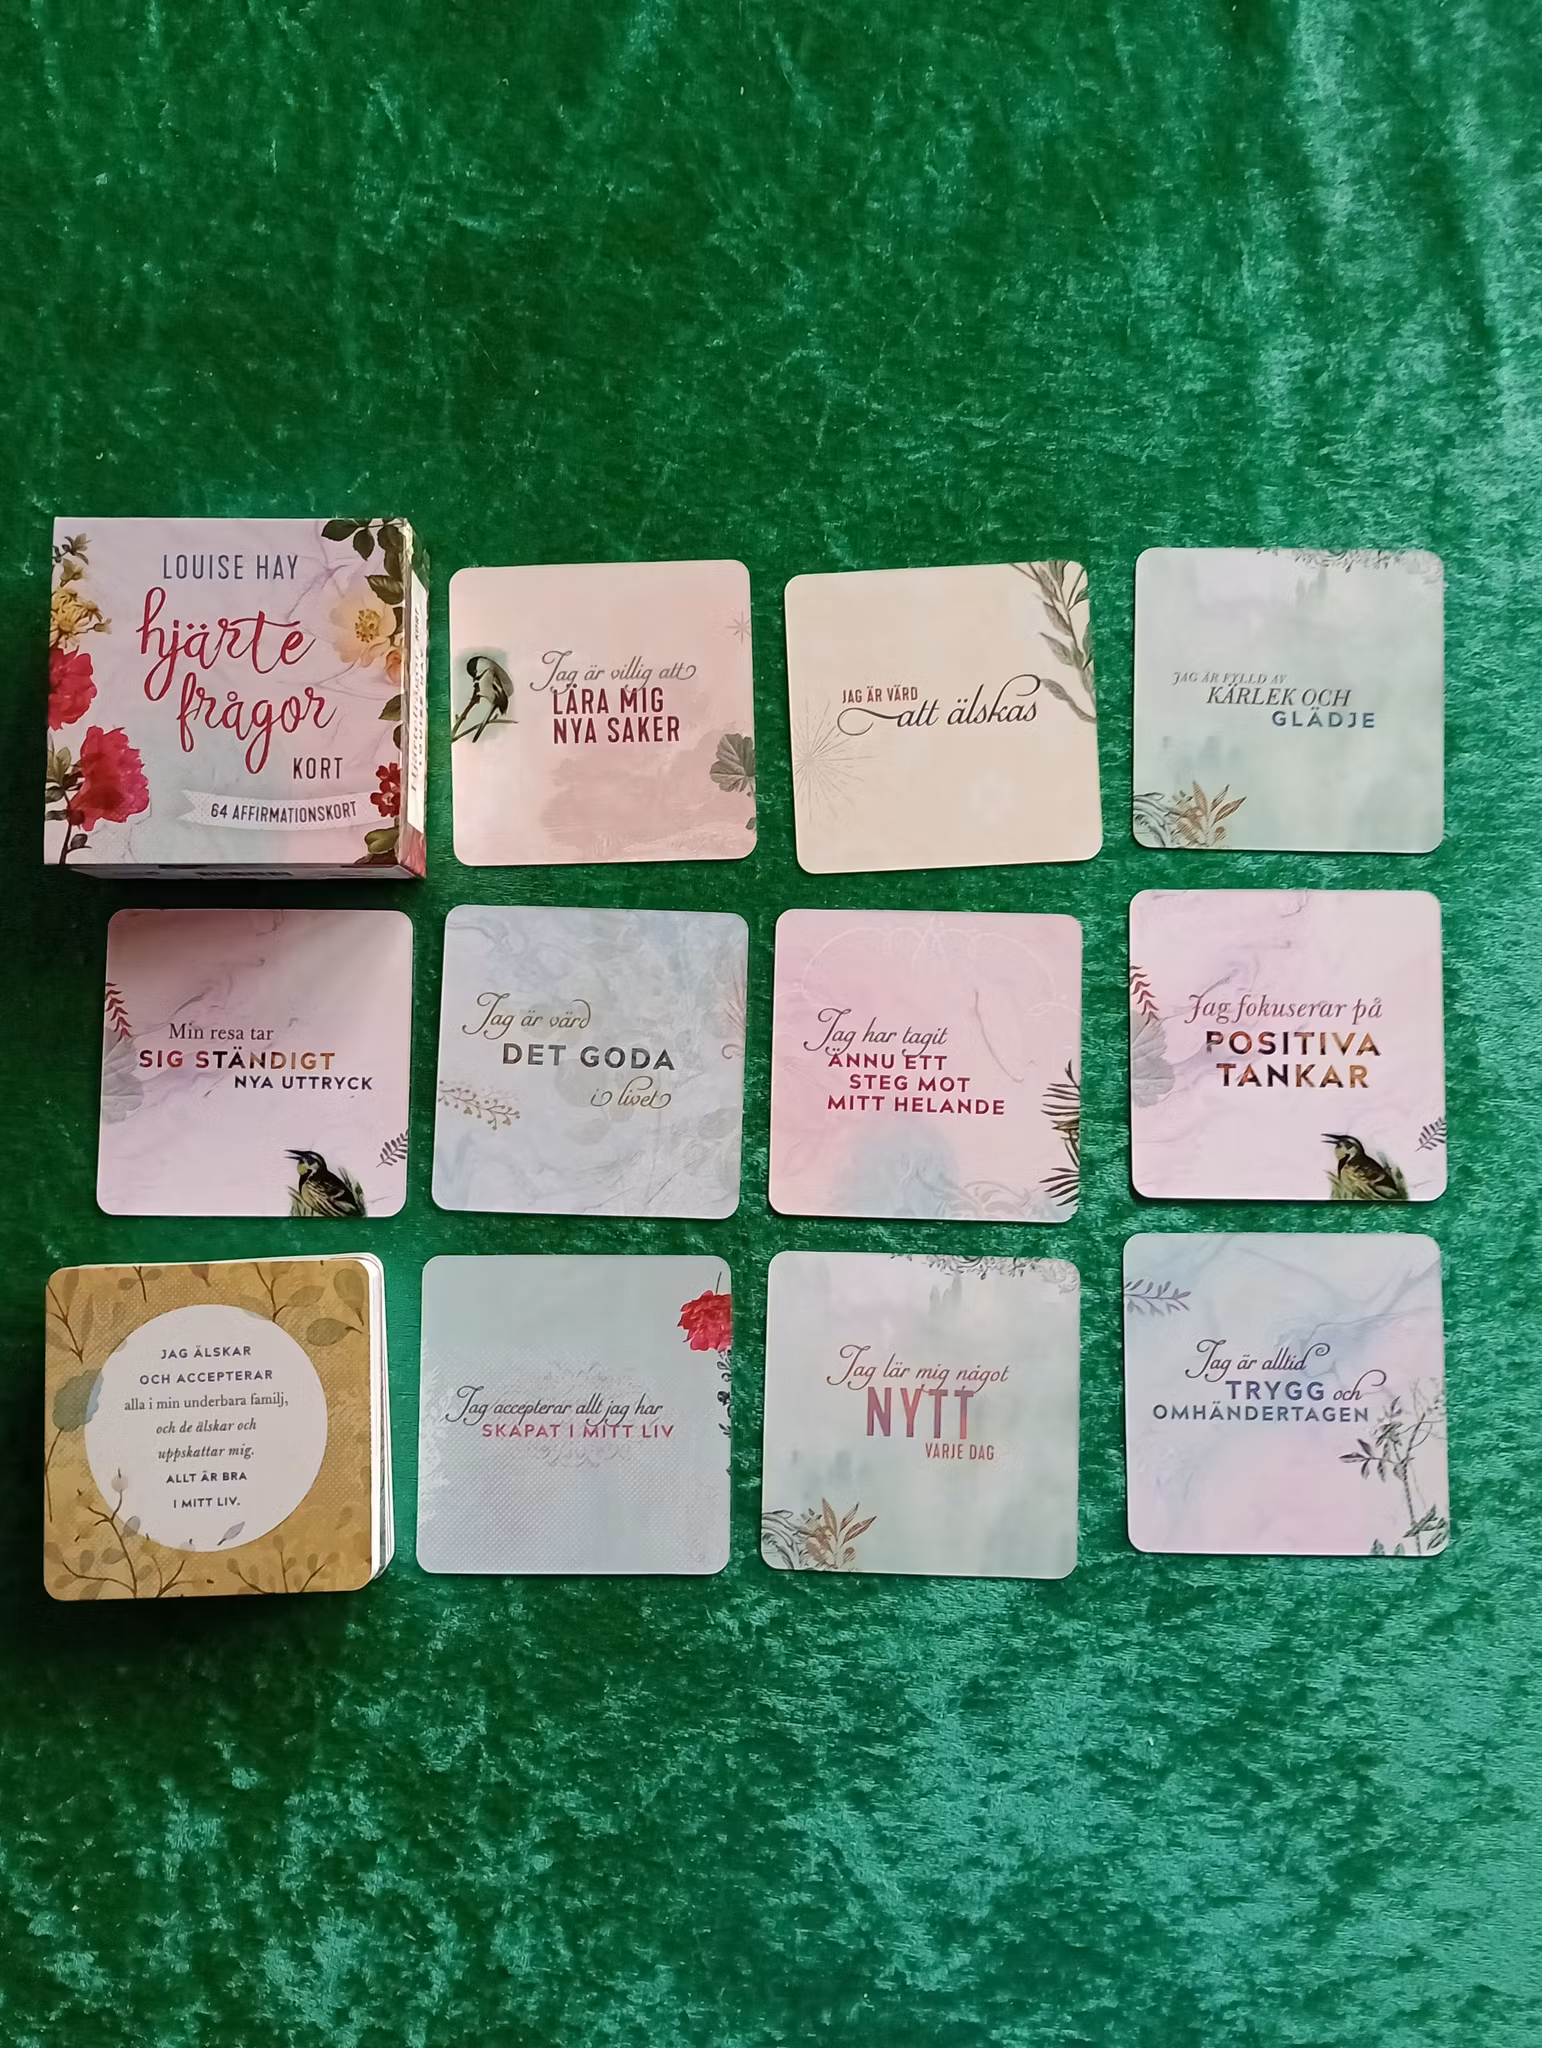 LOUISE HAY
hjärte
frågor
KORT
64 AFFIRMATIONSKORT
Jag är villig att
LÄRA MIG
NYA SAKER
JAG ÄR VÄRD
att älskas
JAG ÄR FYLLD AV
KÄRLEK OCH
GLÄDJE
Min resa tar
SIG STÄNDIGT
NYA UTTRYCK
Jag är värd
DET GODA
i livet
Jag har tagit
ÄNNU ETT
STEG MOT
MITT HELANDE
Jag fokuserar på
POSITIVA
TANKAR
JAG ÄLSKAR
OCH ACCEPTERAR
alla i min underbara familj,
och de älskar och
uppskattar mig.
ALLT ÄR BRA
I MITT LIV.
Jag accepterar allt jag har
SKAPAT I MITT LIV
Jag lär mig något
NYTT
VARJE DAG
Jag är alltid
TRYGG och
OMHÄNDERTAGEN